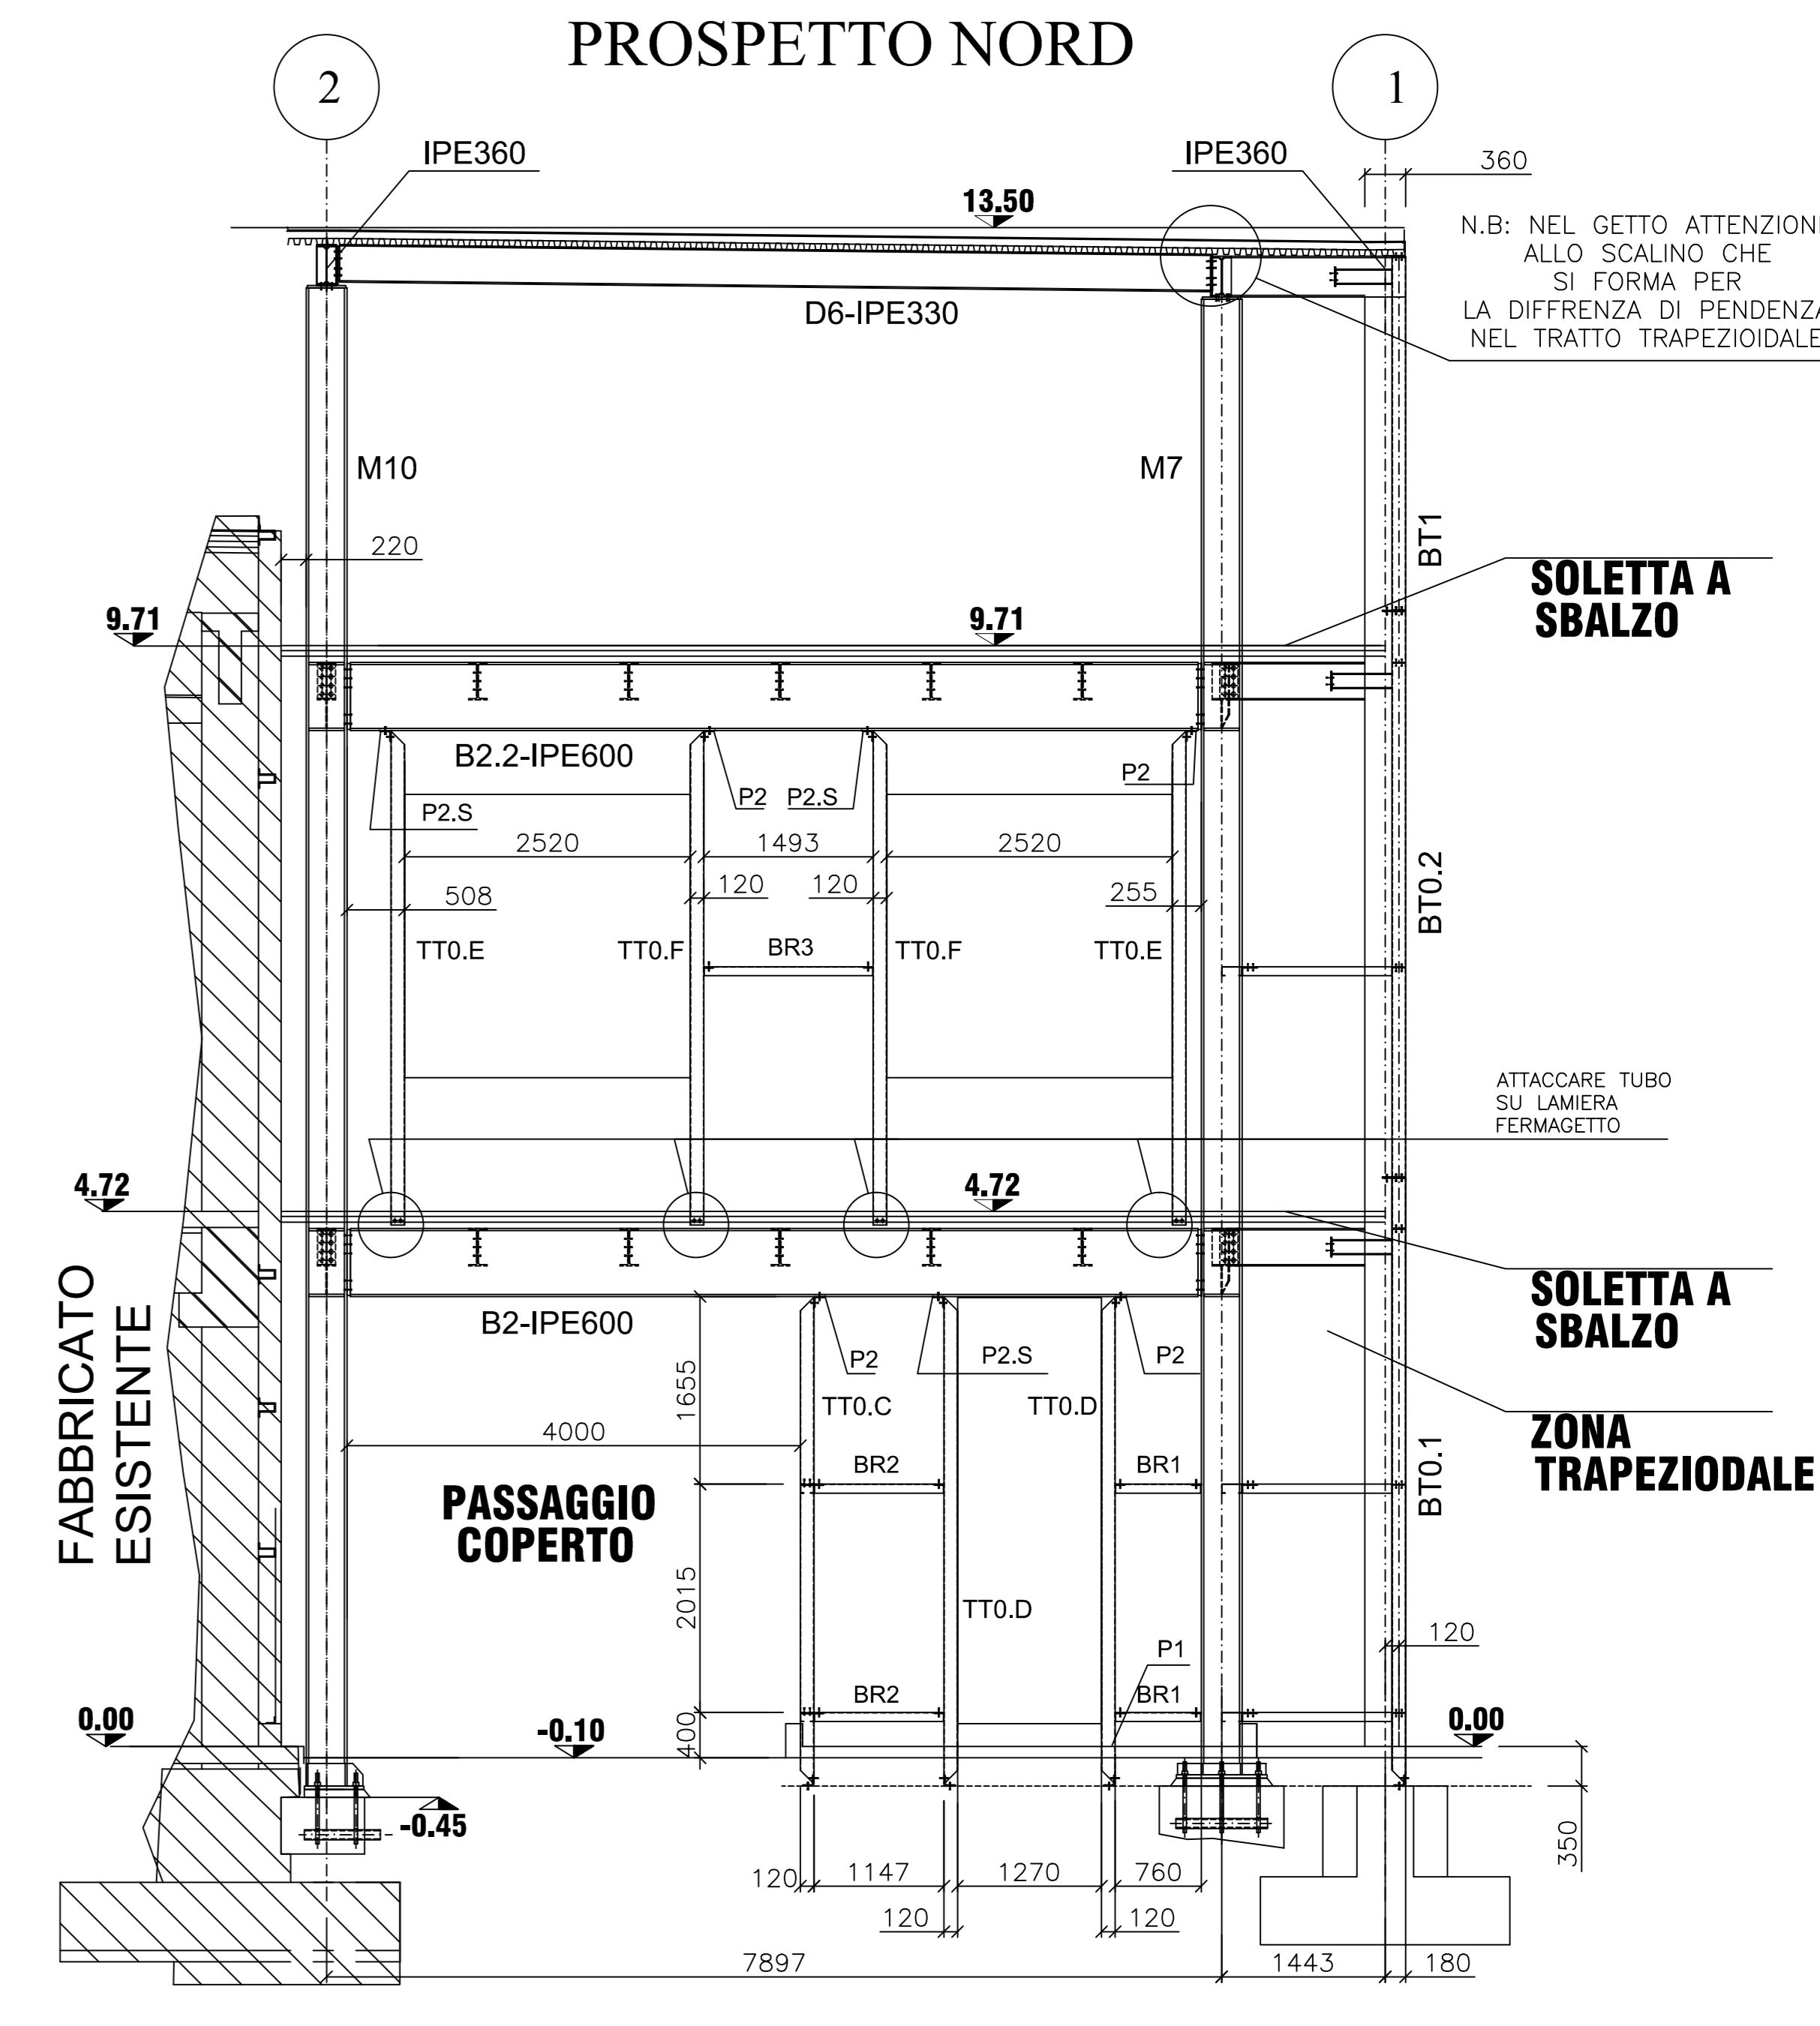 PROSPETTO NORD
2
1
IPE360
IPE360
360
13.50
N.B: NEL GETTO ATTENZION
ALLO SCALINO CHE
SI FORMA PER
LA DIFFRENZA DI PENDENZA
NEL TRATTO TRAPEZIOIDALE
D6-IPE330
M10
M7
BT1
220
SOLETTA A
SBALZO
9.71
9.71
B2.2-IPE600
P2
P2
P2.S
P2.S
2520
1493
2520
BT0.2
508
120
120
255
TT0.E
TT0.F
BR3
TT0.F
TT0.E
ATTACCARE TUBO
SU LAMIERA
FERMAGETTO
4.72
4.72
FABBRICATO
ESISTENTE
SOLETTA A
SBALZO
B2-IPE600
P2
P2.S
P2
1655
TT0.C
TT0.D
4000
ZONA
TRAPEZIODALE
BT0.1
BR2
BR1
PASSAGGIO
COPERTO
2015
TT0.D
P1
120
BR2
BR1
0.00
-0.10
400
0.00
-0.45
350
120
1147
1270
760
120
120
7897
1443
180